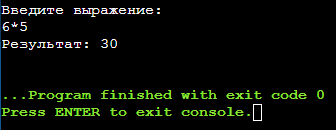 Введите выражение:
6*5
Результат: 30
...Program finished with exit code 0
Press ENTER to exit console.